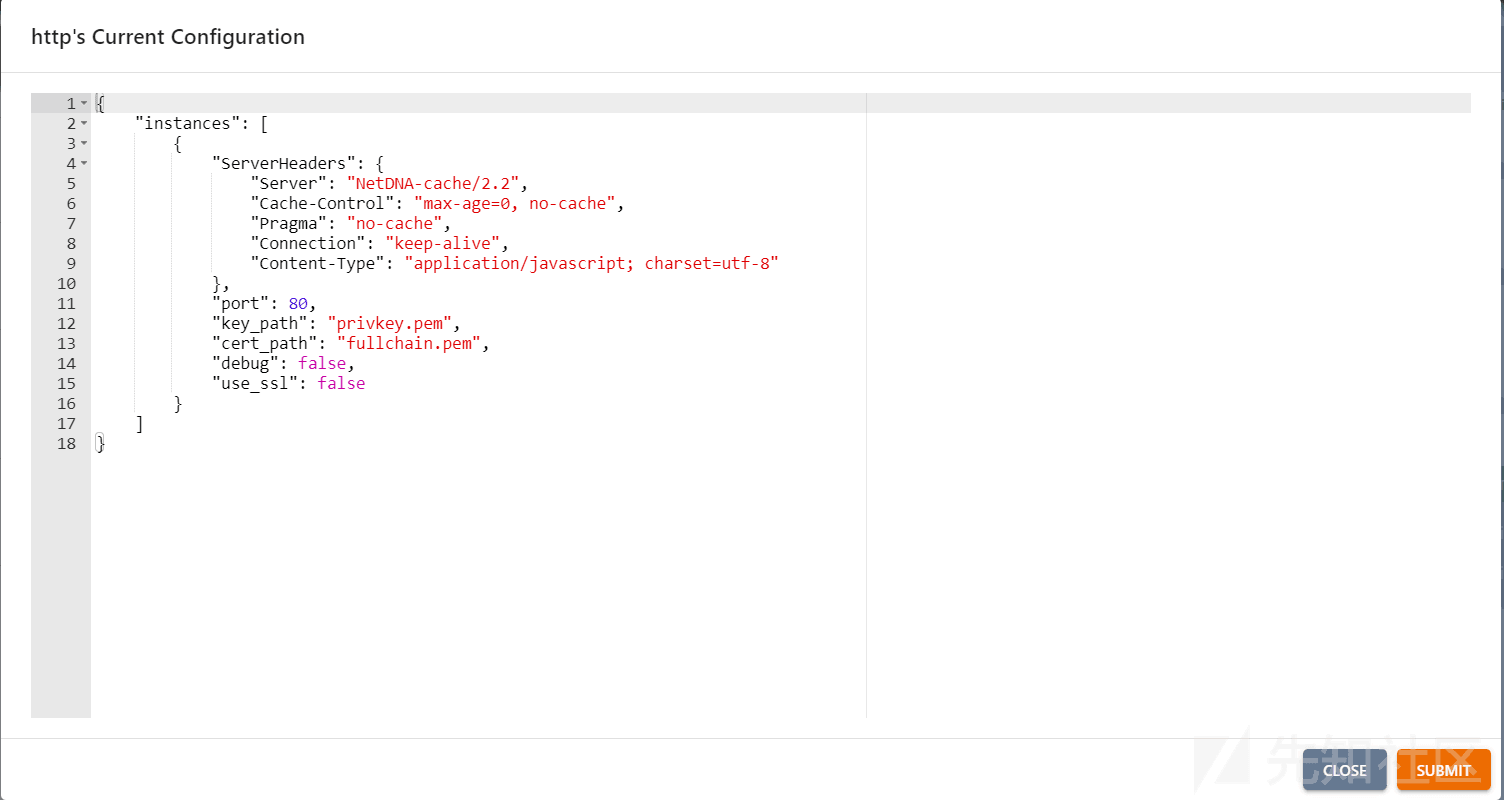 http's Current Configuration
1 {
2 "instances": [
3 {
4 "ServerHeaders": {
5 "Server": "NetDNA-cache/2.2",
6 "Cache-Control": "max-age=0, no-cache",
7 "Pragma": "no-cache",
8 "Connection": "keep-alive",
9 "Content-Type": "application/javascript; charset=utf-8"
10 },
11 "port": 80,
12 "key_path": "privkey.pem",
13 "cert_path": "fullchain.pem",
14 "debug": false,
15 "use_ssl": false
16 }
17 ]
18 }
先知社区
CLOSE SUBMIT